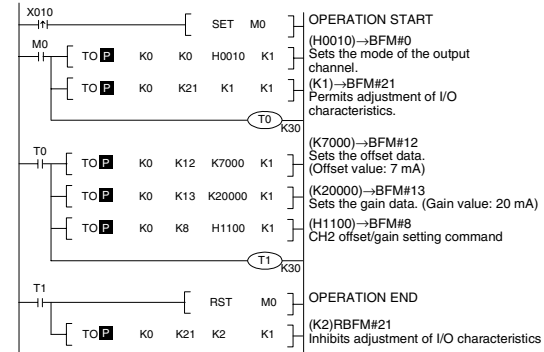 X010
SET M0
OPERATION START
M0
TO P K0 K0 H0010 K1
(H0010)→BFM#0
Sets the mode of the output
channel.
TO P K0 K21 K1 K1
(K1)→BFM#21
Permits adjustment of I/O
characteristics.
T0 K30
T0
TO P K0 K12 K7000 K1
(K7000)→BFM#12
Sets the offset data.
(Offset value: 7 mA)
TO P K0 K13 K20000 K1
(K20000)→BFM#13
Sets the gain data. (Gain value: 20 mA)
TO P K0 K8 H1100 K1
(H1100)→BFM#8
CH2 offset/gain setting command
T1 K30
T1
RST M0
OPERATION END
TO P K0 K21 K2 K1
(K2)RBFM#21
Inhibits adjustment of I/O characteristics